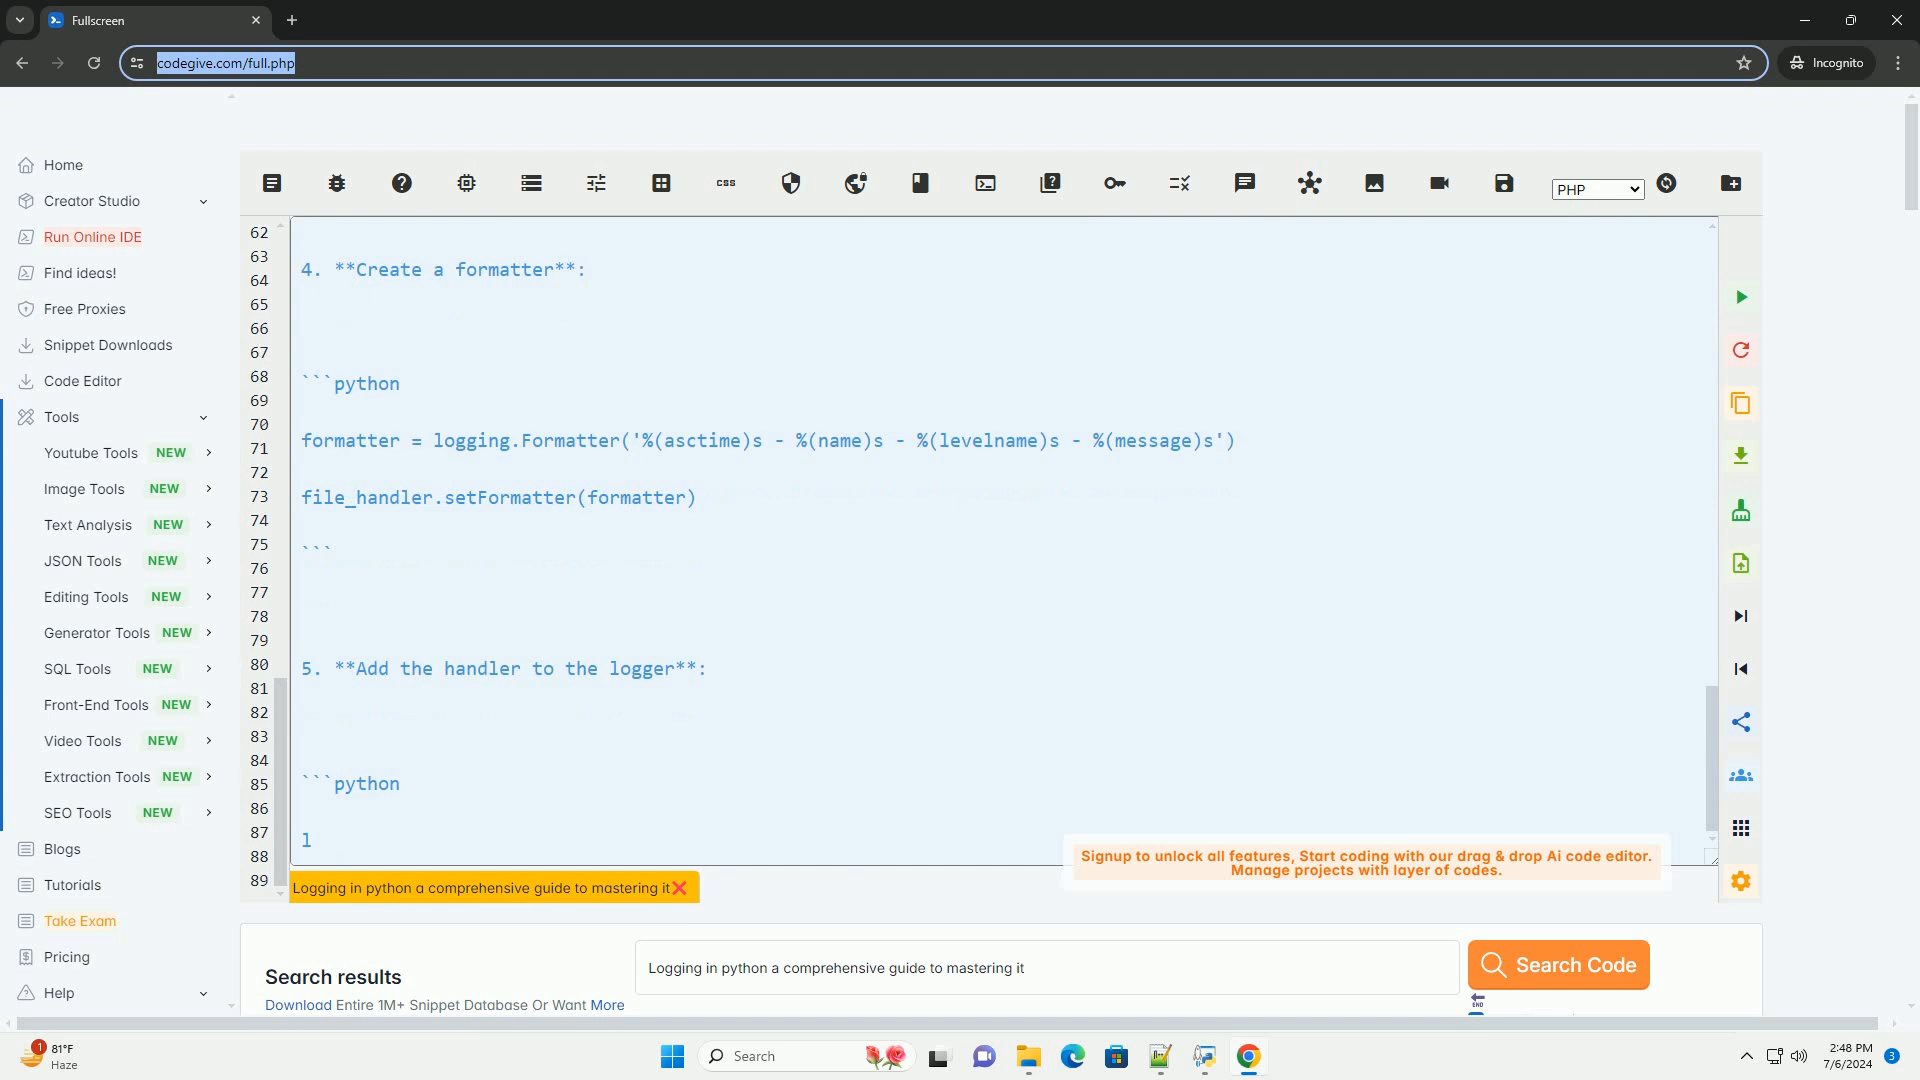 Fullscreen
codegive.com/full.php
Incognito
Home
Creator Studio
Run Online IDE
Find ideas!
Free Proxies
Snippet Downloads
Code Editor
Tools
Youtube Tools NEW
Image Tools NEW
Text Analysis NEW
JSON Tools NEW
Editing Tools NEW
Generator Tools NEW
SQL Tools NEW
Front-End Tools NEW
Video Tools NEW
Extraction Tools NEW
SEO Tools NEW
Blogs
Tutorials
Take Exam
Pricing
Help
css
PHP
62
63
64
65
66
67
68
69
70
71
72
73
74
75
76
77
78
79
80
81
82
83
84
85
86
87
88
89
4. **Create a formatter**:
```python
formatter = logging.Formatter('%(asctime)s - %(name)s - %(levelname)s - %(message)s')
file_handler.setFormatter(formatter)
```
5. **Add the handler to the logger**:
```python
l
Signup to unlock all features, Start coding with our drag & drop Ai code editor.
Manage projects with layer of codes.
Logging in python a comprehensive guide to mastering it
Search results
Download Entire 1M+ Snippet Database Or Want More
Logging in python a comprehensive guide to mastering it
Search Code
END
1
81°F
Haze
Search
2:48 PM
7/6/2024
3